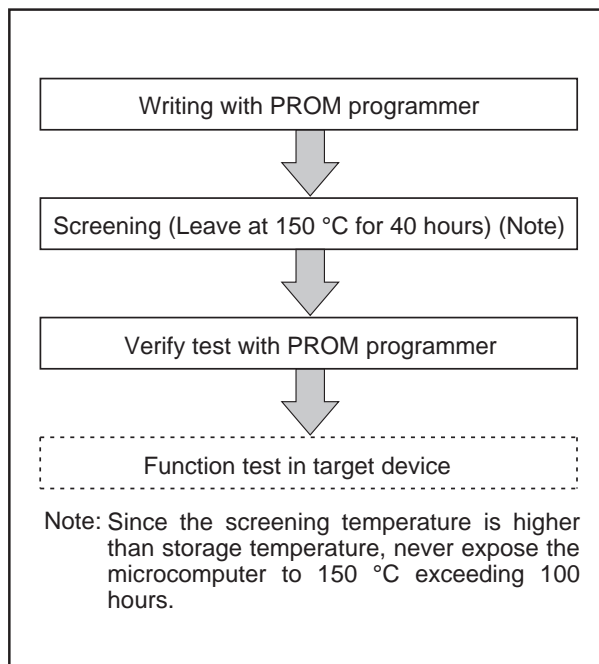 Writing with PROM programmer
Screening (Leave at 150 °C for 40 hours) (Note)
Verify test with PROM programmer
Function test in target device
Note: Since the screening temperature is higher
than storage temperature, never expose the
microcomputer to 150 °C exceeding 100
hours.